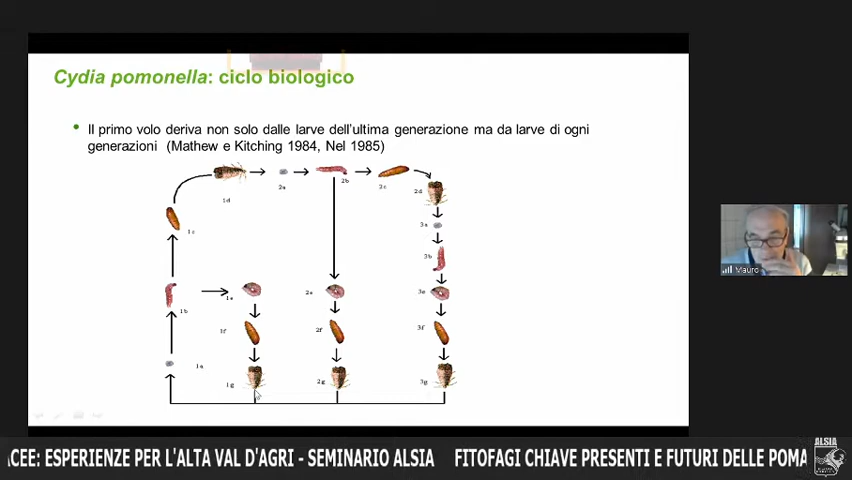 Cydia pomonella: ciclo biologico
• Il primo volo deriva non solo dalle larve dell'ultima generazione ma da larve di ogni
generazioni (Mathew e Kitching 1984, Nel 1985)
1d
2a
2b
2c
2d
1c
3a
3b
1b
1e
2e
3e
1f
2f
3f
1a
1g
2g
3g
Mauro
ACEE: ESPERIENZE PER L'ALTA VAL D'AGRI - SEMINARIO ALSIA FITOFAGI CHIAVE PRESENTI E FUTURI DELLE POMA
ALSIA